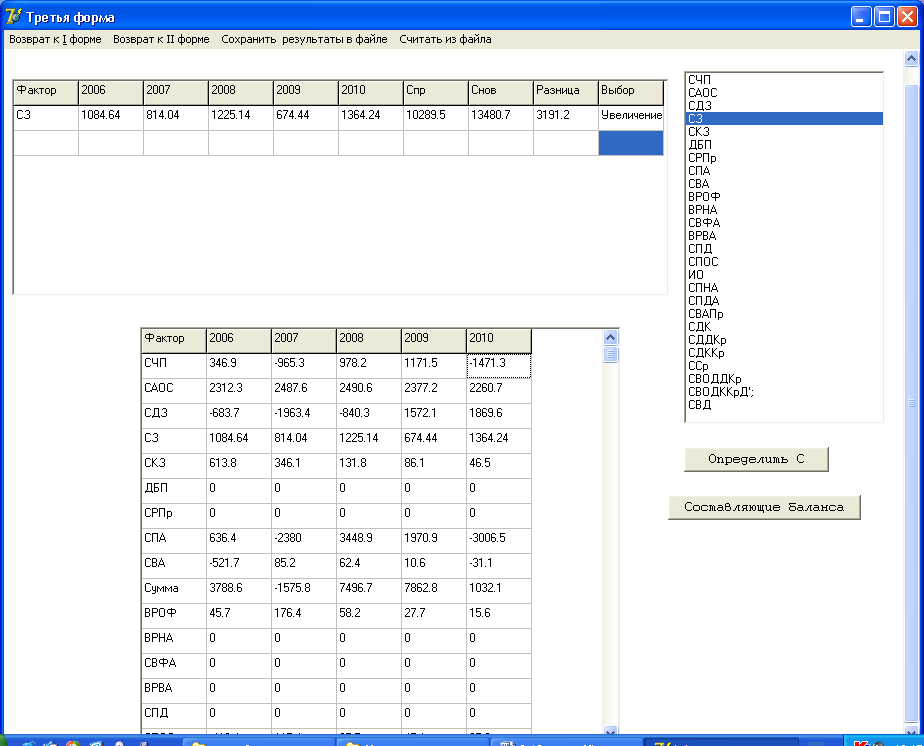 Третья форма
Возврат к I форме Возврат к II форме Сохранить результаты в файле Считать из файла
Фактор 2006 2007 2008 2009 2010 Спр Снов Разница Выбор
СЗ 1084.64 814.04 1225.14 674.44 1364.24 10289.5 13480.7 3191.2 Увеличение
СЧП
САОС
СДЗ
СЗ
СКЗ
ДБП
СРПр
СПА
СВА
ВРОФ
ВРНА
СВФА
ВРВА
СПД
СПОС
ИО
СПНА
СПДА
СВАПр
СДК
СДДКр
СДККр
ССр
СВОДДКр
СВОДККрД';
СВД
Фактор 2006 2007 2008 2009 2010
СЧП 346.9 -965.3 978.2 1171.5 -1471.3
САОС 2312.3 2487.6 2490.6 2377.2 2260.7
СДЗ -683.7 -1963.4 -840.3 1572.1 1869.6
СЗ 1084.64 814.04 1225.14 674.44 1364.24
СКЗ 613.8 346.1 131.8 86.1 46.5
ДБП 0 0 0 0 0
СРПр 0 0 0 0 0
СПА 636.4 -2380 3448.9 1970.9 -3006.5
СВА -521.7 85.2 62.4 10.6 -31.1
Сумма 3788.6 -1575.8 7496.7 7862.8 1032.1
ВРОФ 45.7 176.4 58.2 27.7 15.6
ВРНА 0 0 0 0 0
СВФА 0 0 0 0 0
ВРВА 0 0 0 0 0
СПД 0 0 0 0 0
Определить С
Составляющие Баланса